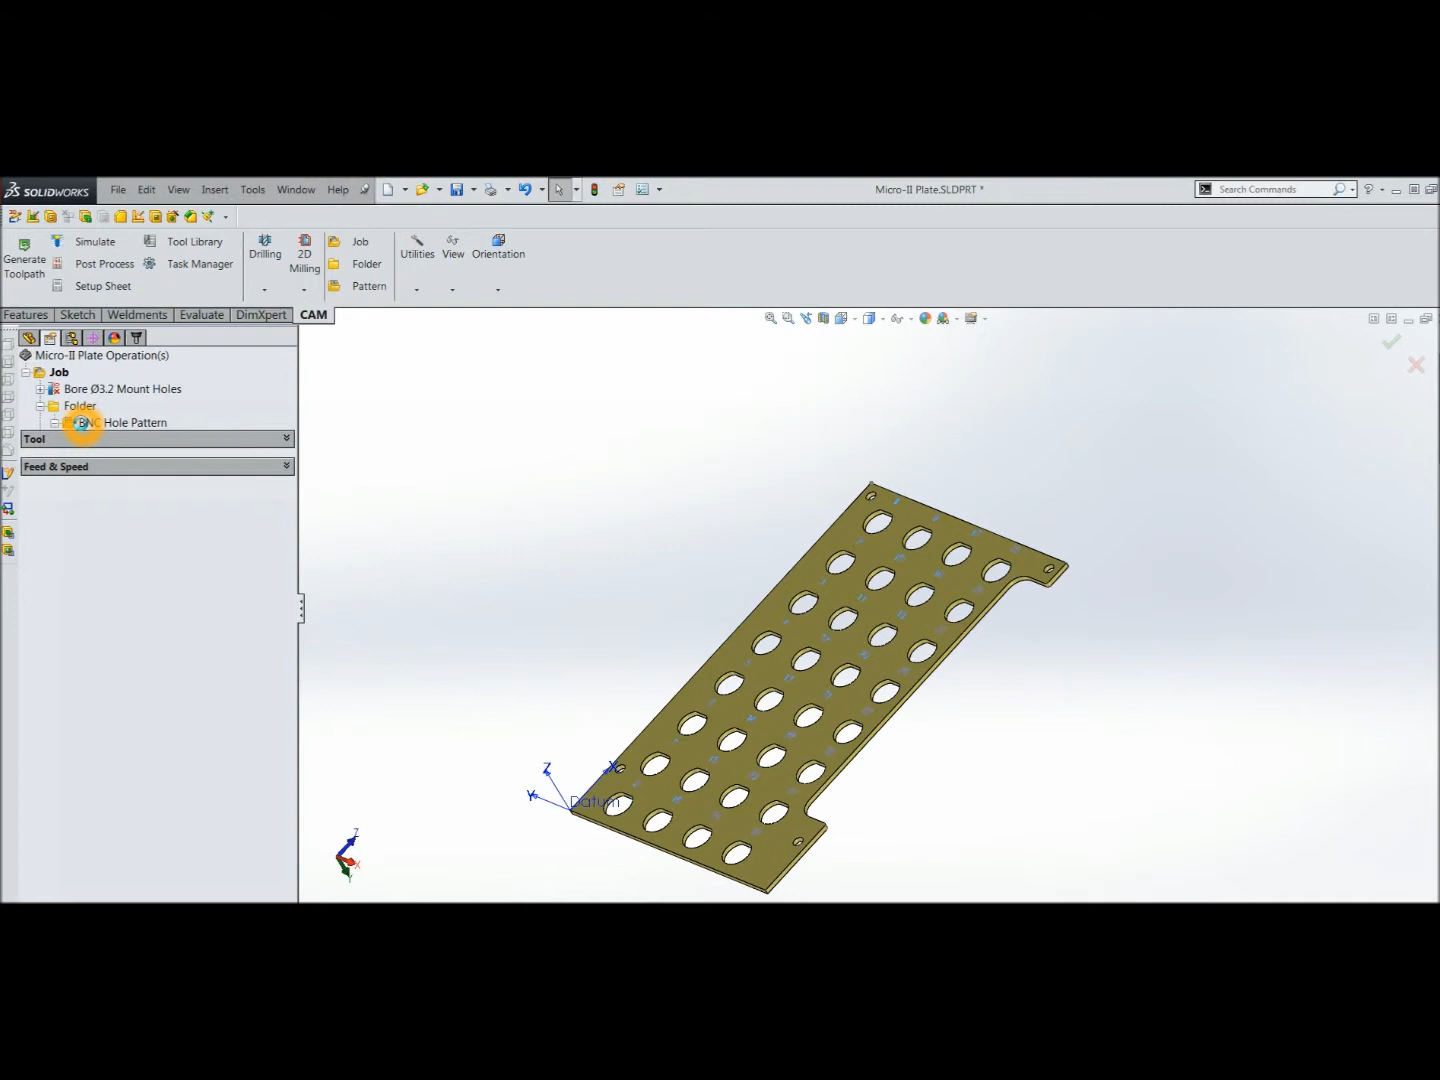 SOLIDWORKS File Edit View Insert Tools Window Help Micro-II Plate.SLDPRT * Search Commands
Simulate Tool Library Job
Generate Toolpath Post Process Task Manager Drilling 2D Milling Folder Utilities View Orientation
Setup Sheet Pattern
Features Sketch Weldments Evaluate DimXpert CAM
Micro-II Plate Operation(s)
Job
Bore Ø3.2 Mount Holes
Folder
BNC Hole Pattern
Tool
Feed & Speed
Z X
Y Datum
Z
X
Y